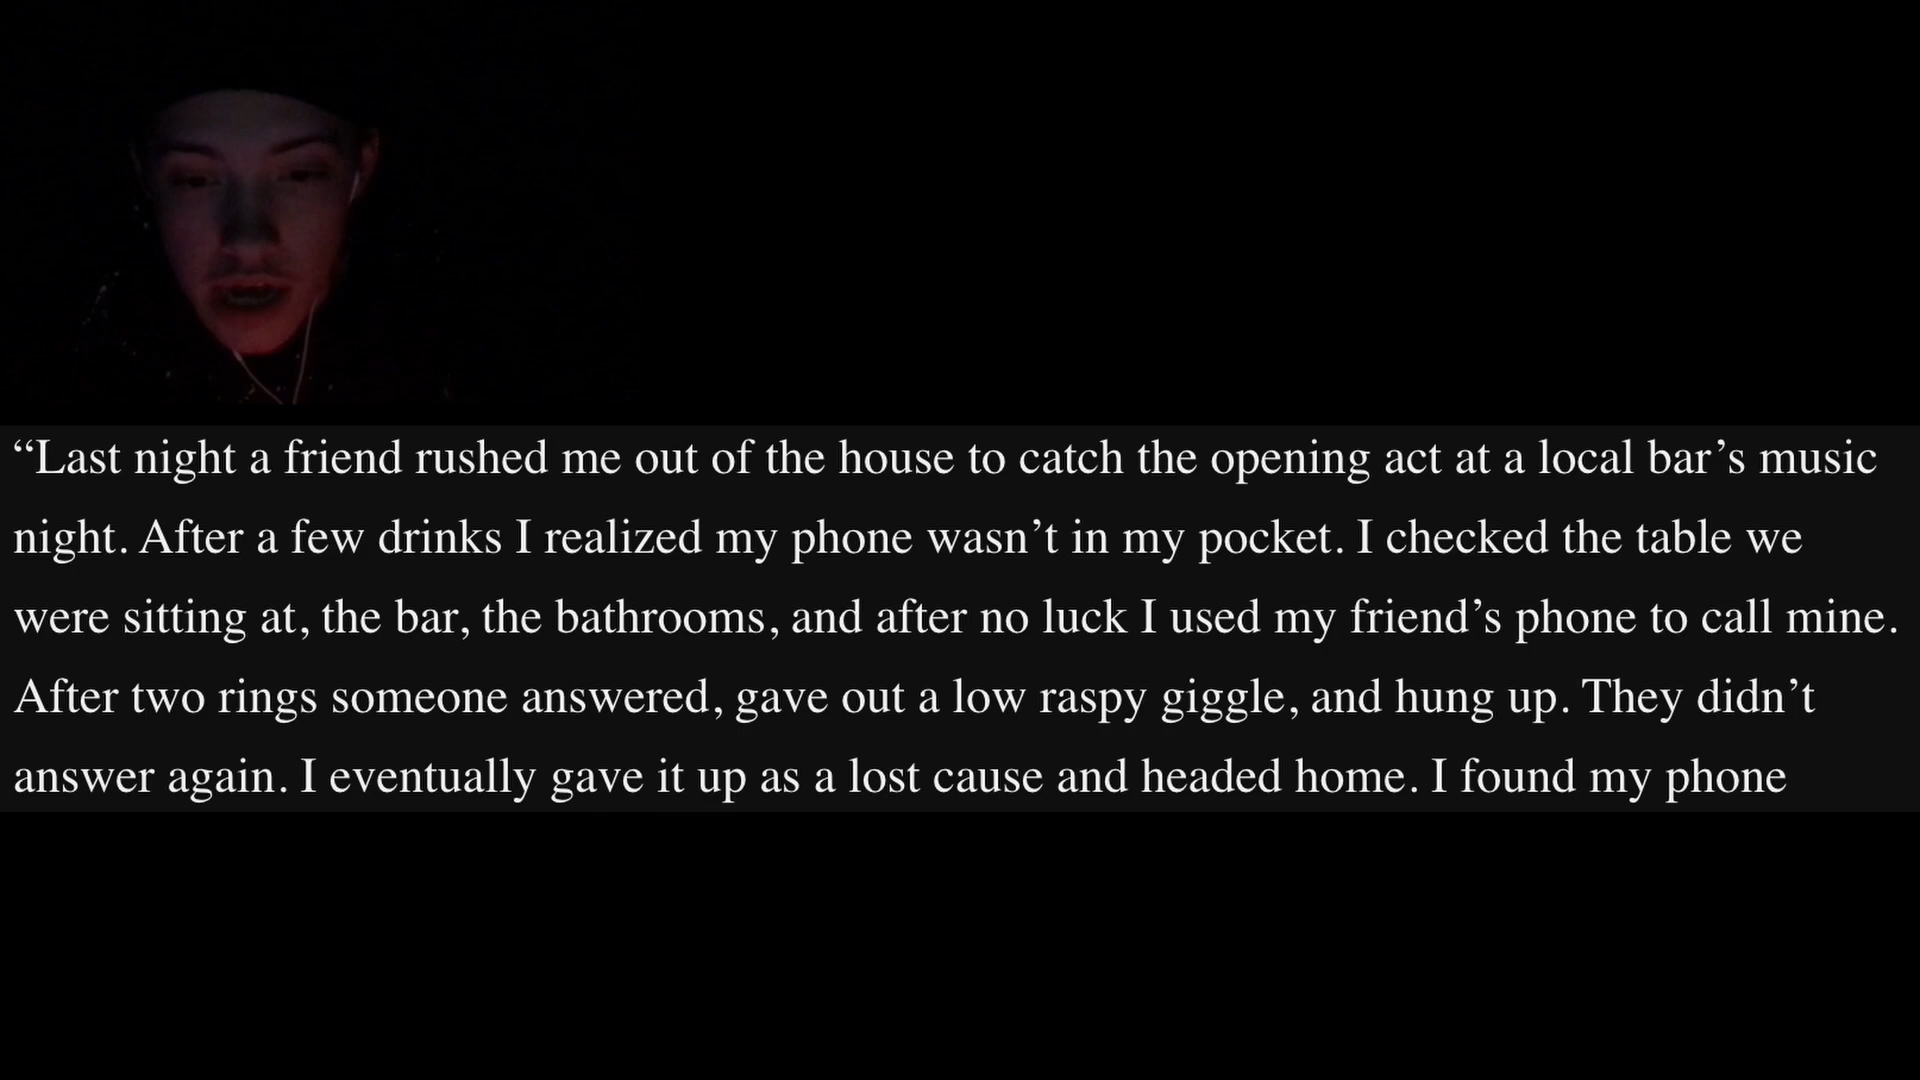 “Last night a friend rushed me out of the house to catch the opening act at a local bar’s music
night. After a few drinks I realized my phone wasn’t in my pocket. I checked the table we
were sitting at, the bar, the bathrooms, and after no luck I used my friend’s phone to call mine.
After two rings someone answered, gave out a low raspy giggle, and hung up. They didn’t
answer again. I eventually gave it up as a lost cause and headed home. I found my phone